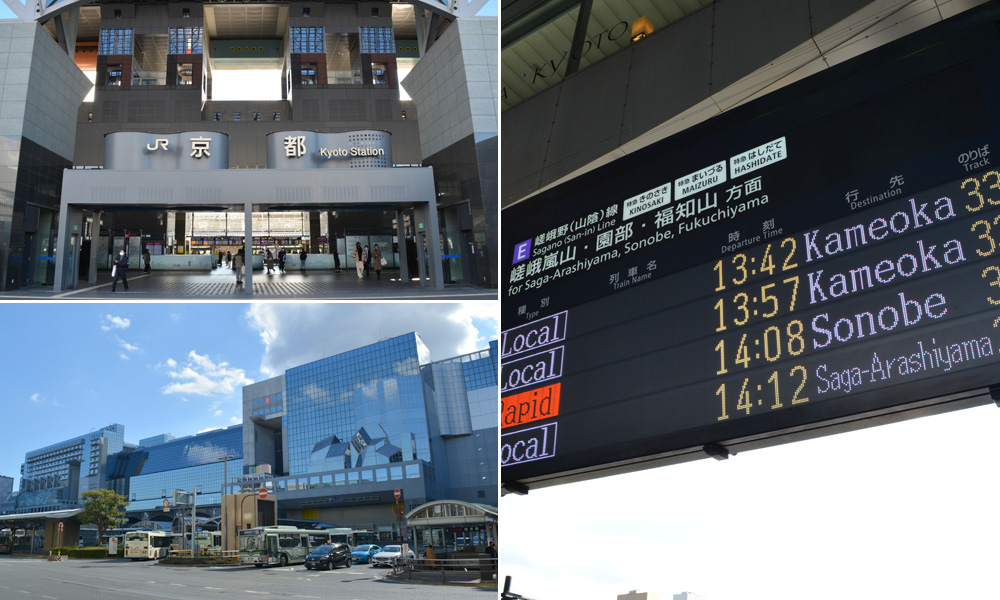 JR 京都 Kyoto Station
KYOTO
特急 きのさき KINOSAKI
特急 まいづる MAIZURU
特急 はしだて HASHIDATE
E 嵯峨野(山陰)線
Sagano (San-in) Line
嵯峨嵐山・園部・福知山 方面
for Saga-Arashiyama, Sonobe, Fukuchiyama
種別 Type
列車名 Train Name
時刻 Departure Time
行先 Destination
のりば Track
Local 13:42 Kameoka 33
Local 13:57 Kameoka
Rapid 14:08 Sonobe
Local 14:12 Saga-Arashiyama